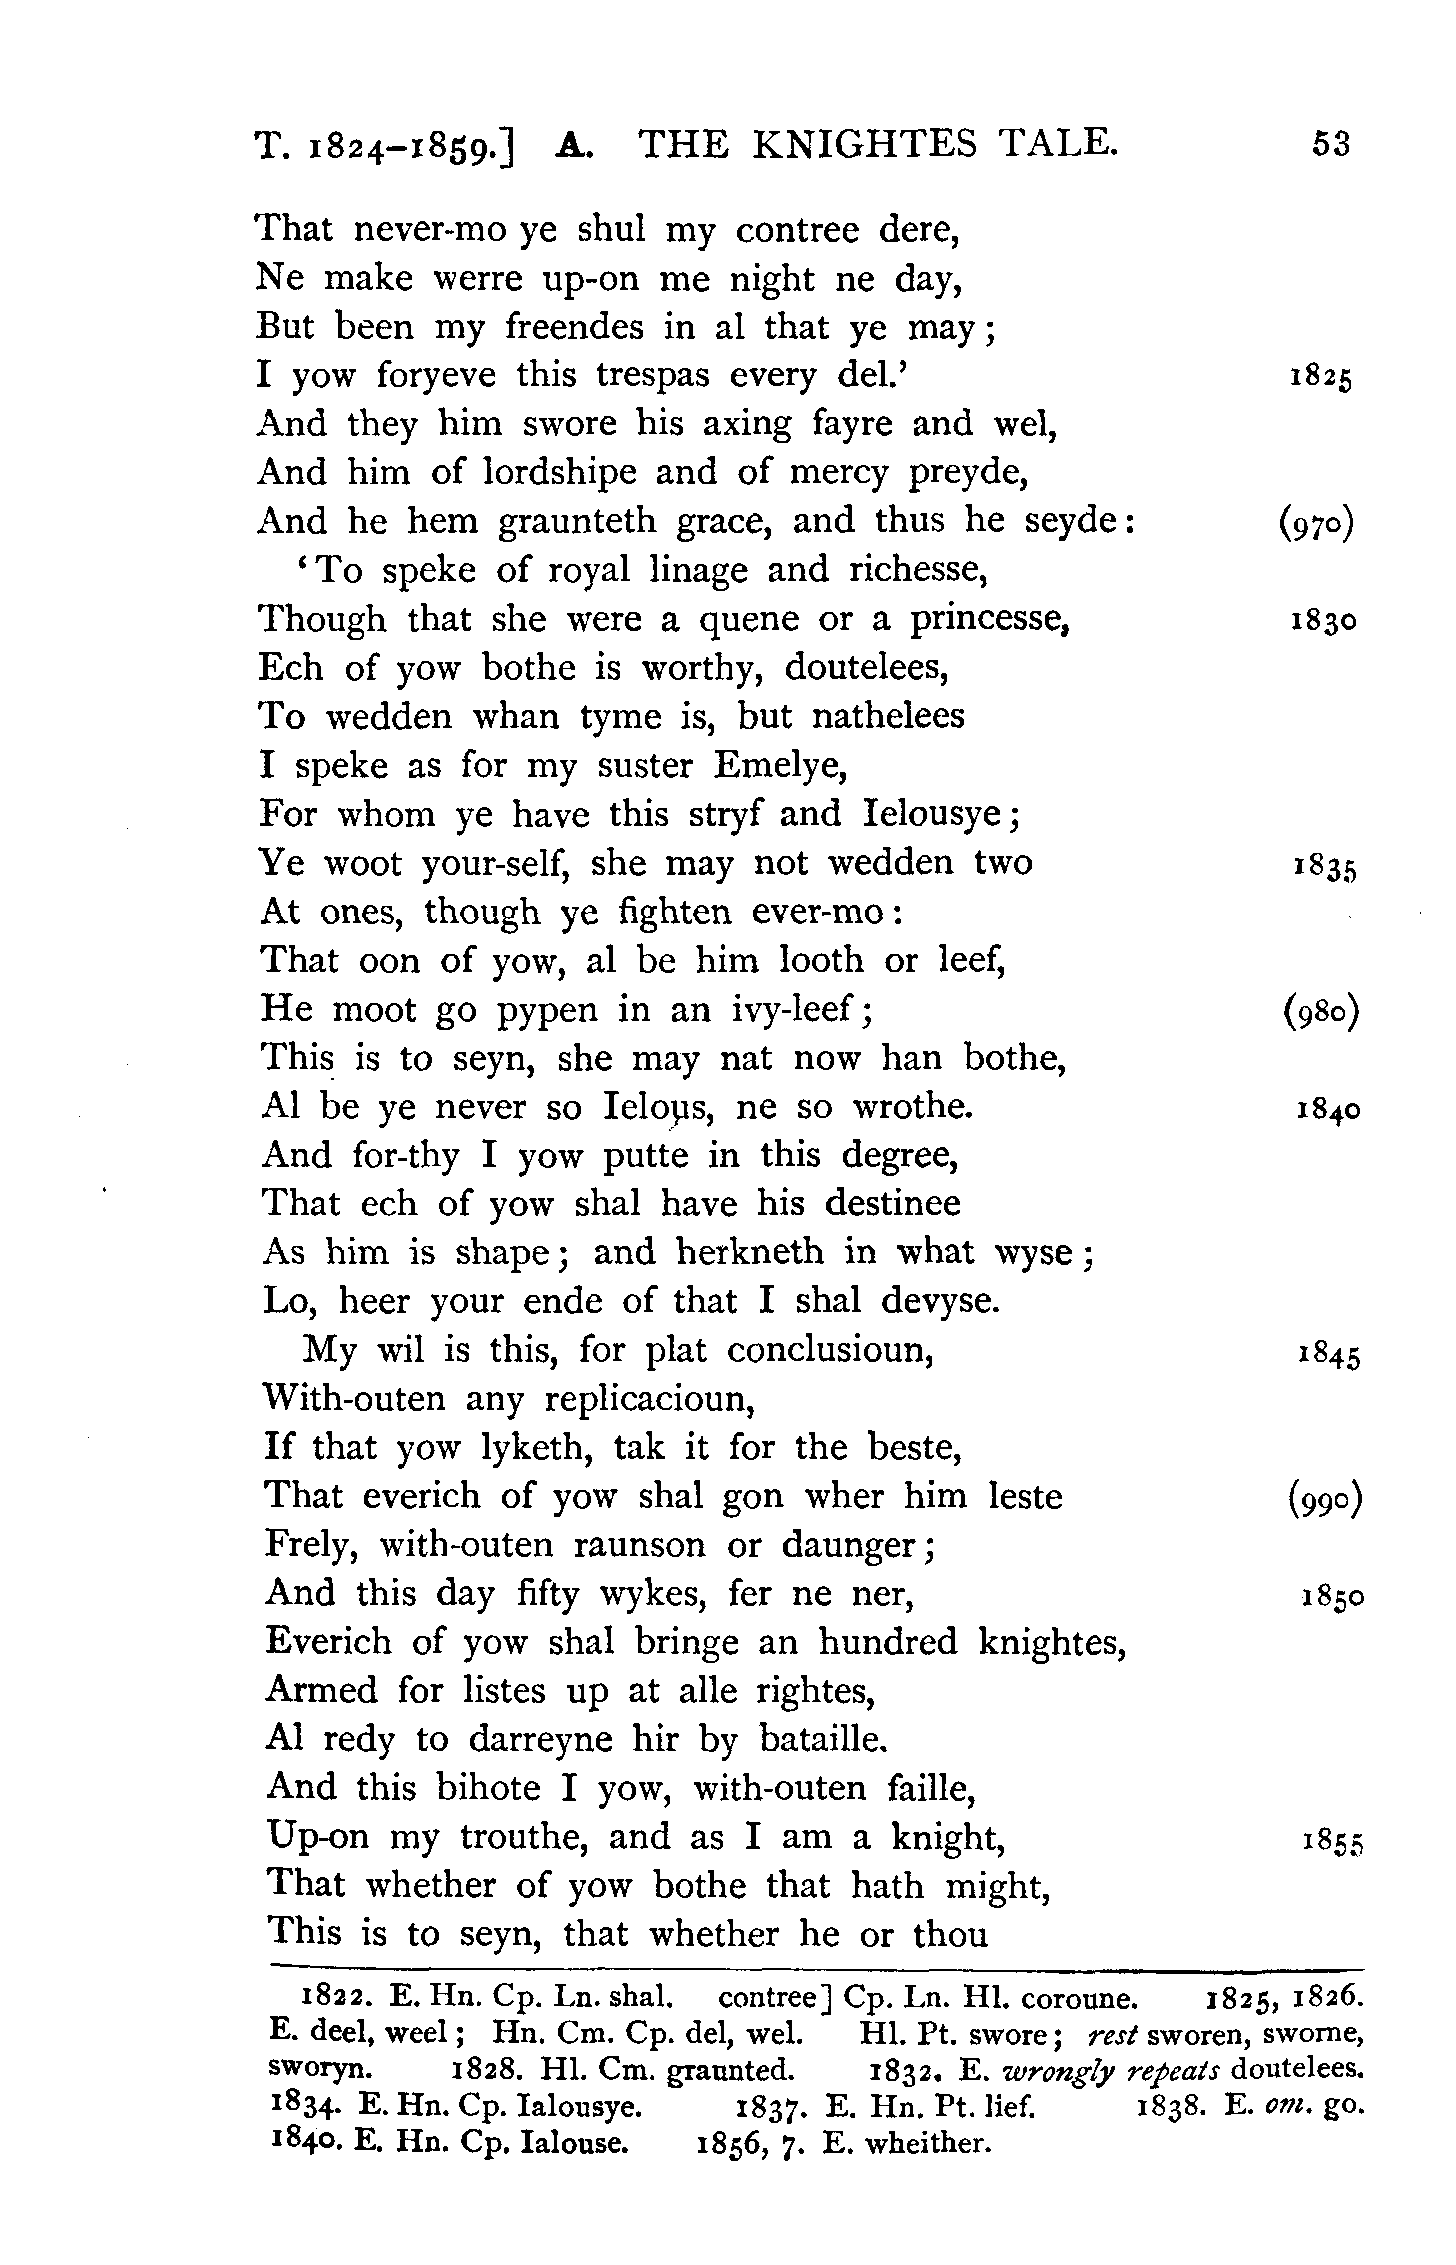 T. 1824–1859.] A. THE KNIGHTES TALE. 53
That never-mo ye shul my contree dere,
Ne make werre up-on me night ne day,
But been my freendes in al that ye may ;
I yow foryeve this trespas every del.’ 1825
And they him swore his axing fayre and wel,
And him of lordshipe and of mercy preyde,
And he hem graunteth grace, and thus he seyde : (970)
‘To speke of royal linage and richesse,
Though that she were a quene or a princesse, 1830
Ech of yow bothe is worthy, doutelees,
To wedden whan tyme is, but nathelees
I speke as for my suster Emelye,
For whom ye have this stryf and Ielousye ;
Ye woot your-self, she may not wedden two 1835
At ones, though ye fighten ever-mo :
That oon of yow, al be him looth or leef,
He moot go pypen in an ivy-leef ; (980)
This is to seyn, she may nat now han bothe,
Al be ye never so Ielous, ne so wrothe. 1840
And for-thy I yow putte in this degree,
That ech of yow shal have his destinee
As him is shape ; and herkneth in what wyse ;
Lo, heer your ende of that I shal devyse.
My wil is this, for plat conclusioun, 1845
With-outen any replicacioun,
If that yow lyketh, tak it for the beste,
That everich of yow shal gon wher him leste (990)
Frely, with-outen raunson or daunger ;
And this day fifty wykes, fer ne ner, 1850
Everich of yow shal bringe an hundred knightes,
Armed for listes up at alle rightes,
Al redy to darreyne hir by bataille.
And this bihote I yow, with-outen faille,
Up-on my trouthe, and as I am a knight, 1855
That whether of yow bothe that hath might,
This is to seyn, that whether he or thou
1822. E. Hn. Cp. Ln. shal. contree] Cp. Ln. Hl. coroune. 1825, 1826.
E. deel, weel ; Hn. Cm. Cp. del, wel. Hl. Pt. swore ; rest sworen, sworne,
sworyn. 1828. Hl. Cm. graunted. 1832. E. wrongly repeats doutelees.
1834. E. Hn. Cp. Ialousye. 1837. E. Hn. Pt. lief. 1838. E. om. go.
1840. E. Hn. Cp. Ialouse. 1856, 7. E. wheither.